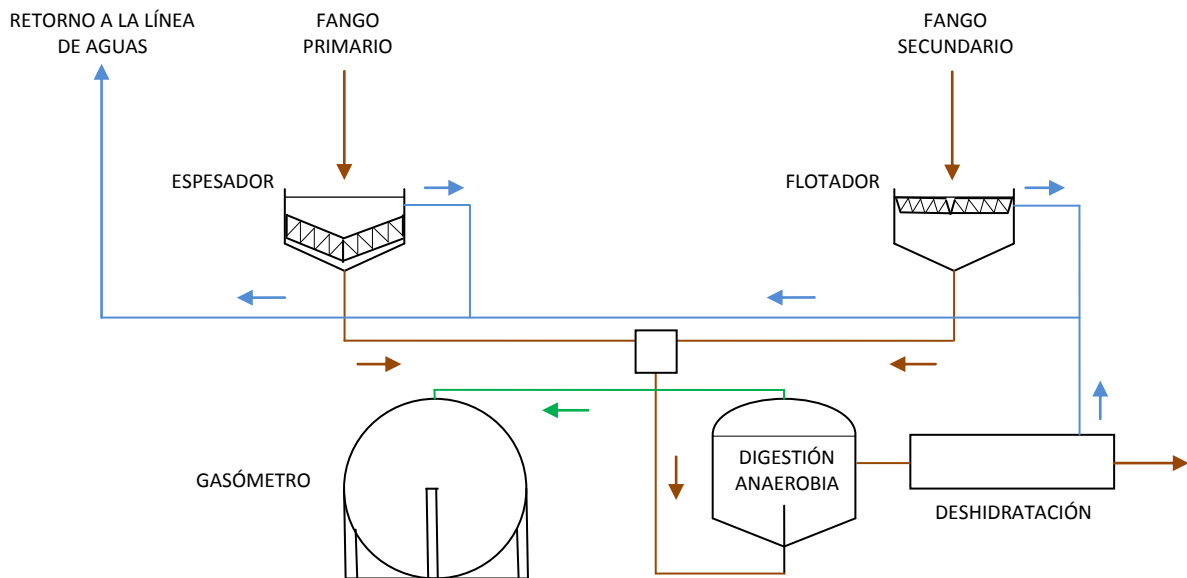 RETORNO A LA LÍNEA
DE AGUAS
FANGO
PRIMARIO
FANGO
SECUNDARIO
ESPESADOR
FLOTADOR
GASÓMETRO
DIGESTIÓN
ANAEROBIA
DESHIDRATACIÓN